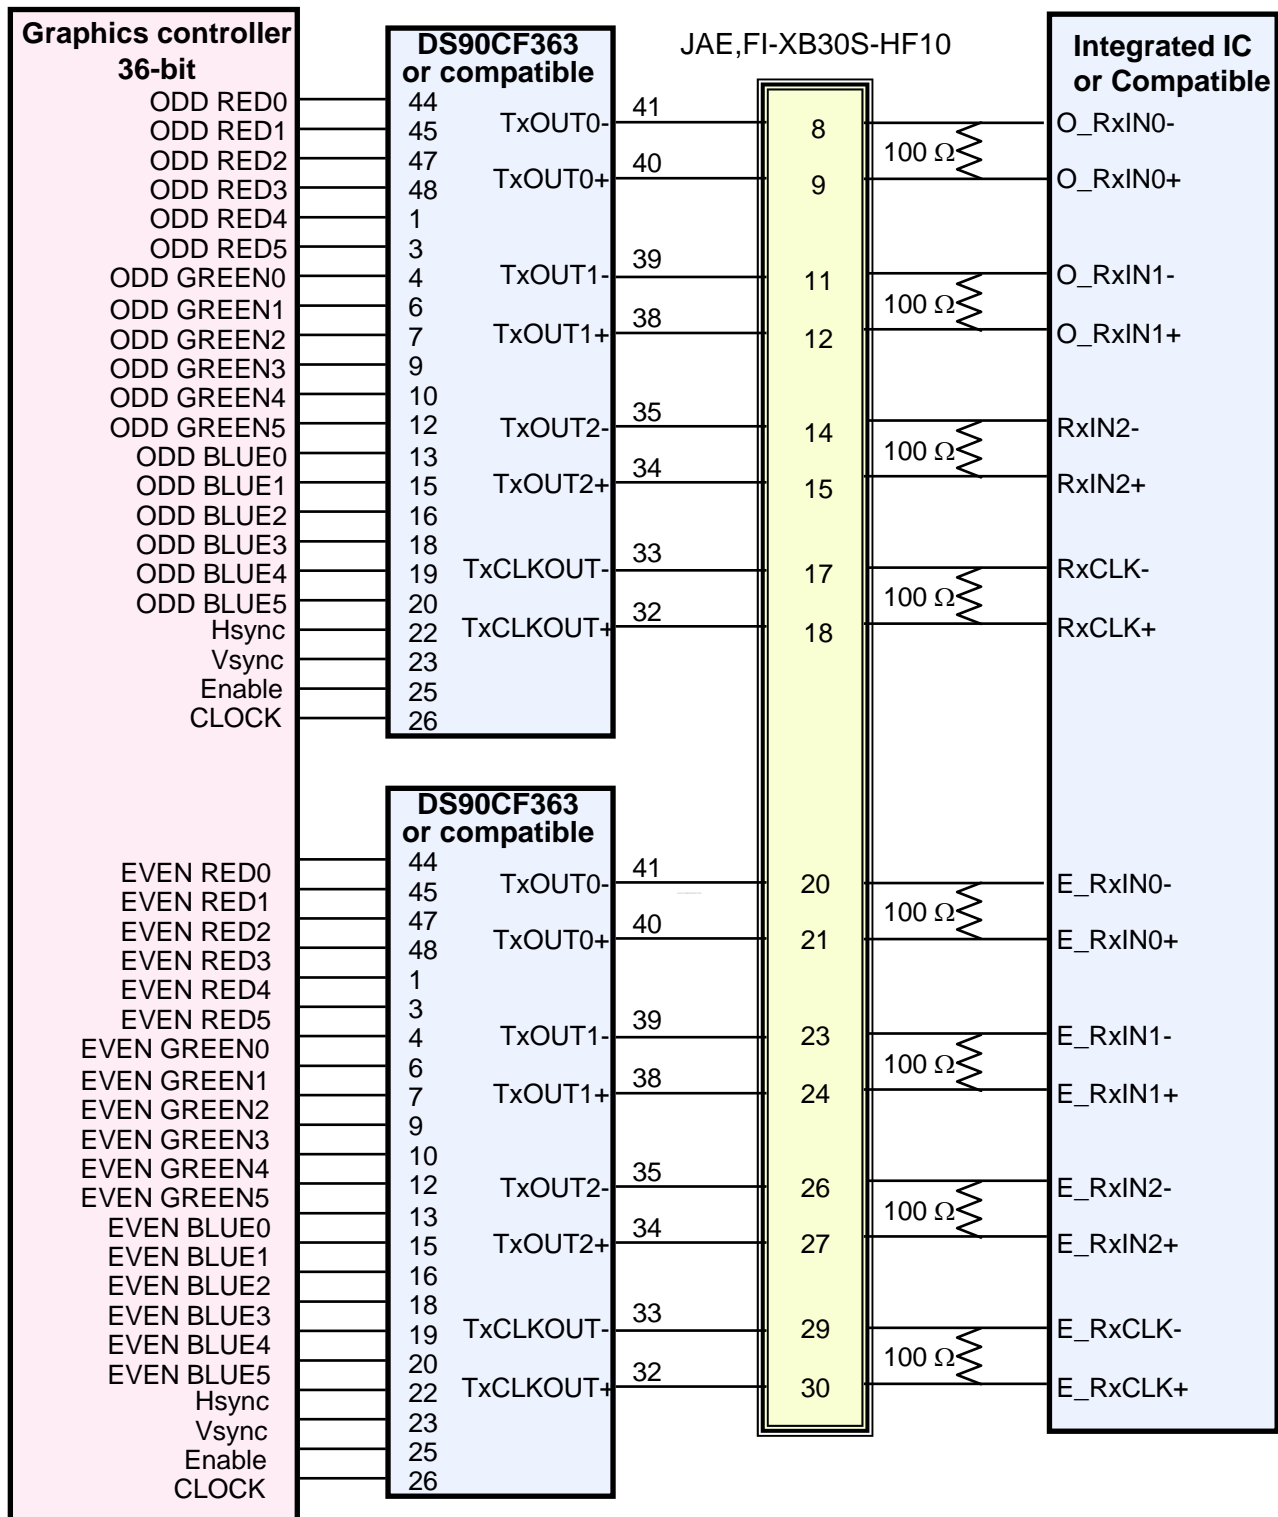 Graphics controller
36-bit
ODD RED0
ODD RED1
ODD RED2
ODD RED3
ODD RED4
ODD RED5
ODD GREEN0
ODD GREEN1
ODD GREEN2
ODD GREEN3
ODD GREEN4
ODD GREEN5
ODD BLUE0
ODD BLUE1
ODD BLUE2
ODD BLUE3
ODD BLUE4
ODD BLUE5
Hsync
Vsync
Enable
CLOCK
EVEN RED0
EVEN RED1
EVEN RED2
EVEN RED3
EVEN RED4
EVEN RED5
EVEN GREEN0
EVEN GREEN1
EVEN GREEN2
EVEN GREEN3
EVEN GREEN4
EVEN GREEN5
EVEN BLUE0
EVEN BLUE1
EVEN BLUE2
EVEN BLUE3
EVEN BLUE4
EVEN BLUE5
Hsync
Vsync
Enable
CLOCK
DS90CF363
or compatible
44
45
47
48
1
3
4
6
7
9
10
12
13
15
16
18
19
20
22
23
25
26
TxOUT0-
TxOUT0+
TxOUT1-
TxOUT1+
TxOUT2-
TxOUT2+
TxCLKOUT-
TxCLKOUT+
41
40
39
38
35
34
33
32
DS90CF363
or compatible
44
45
47
48
1
3
4
6
7
9
10
12
13
15
16
18
19
20
22
23
25
26
TxOUT0-
TxOUT0+
TxOUT1-
TxOUT1+
TxOUT2-
TxOUT2+
TxCLKOUT-
TxCLKOUT+
41
40
39
38
35
34
33
32
JAE,FI-XB30S-HF10
8
9
11
12
14
15
17
18
20
21
23
24
26
27
29
30
100 Ω
100 Ω
100 Ω
100 Ω
100 Ω
100 Ω
100 Ω
100 Ω
Integrated IC
or Compatible
O_RxIN0-
O_RxIN0+
O_RxIN1-
O_RxIN1+
RxIN2-
RxIN2+
RxCLK-
RxCLK+
E_RxIN0-
E_RxIN0+
E_RxIN1-
E_RxIN1+
E_RxIN2-
E_RxIN2+
E_RxCLK-
E_RxCLK+